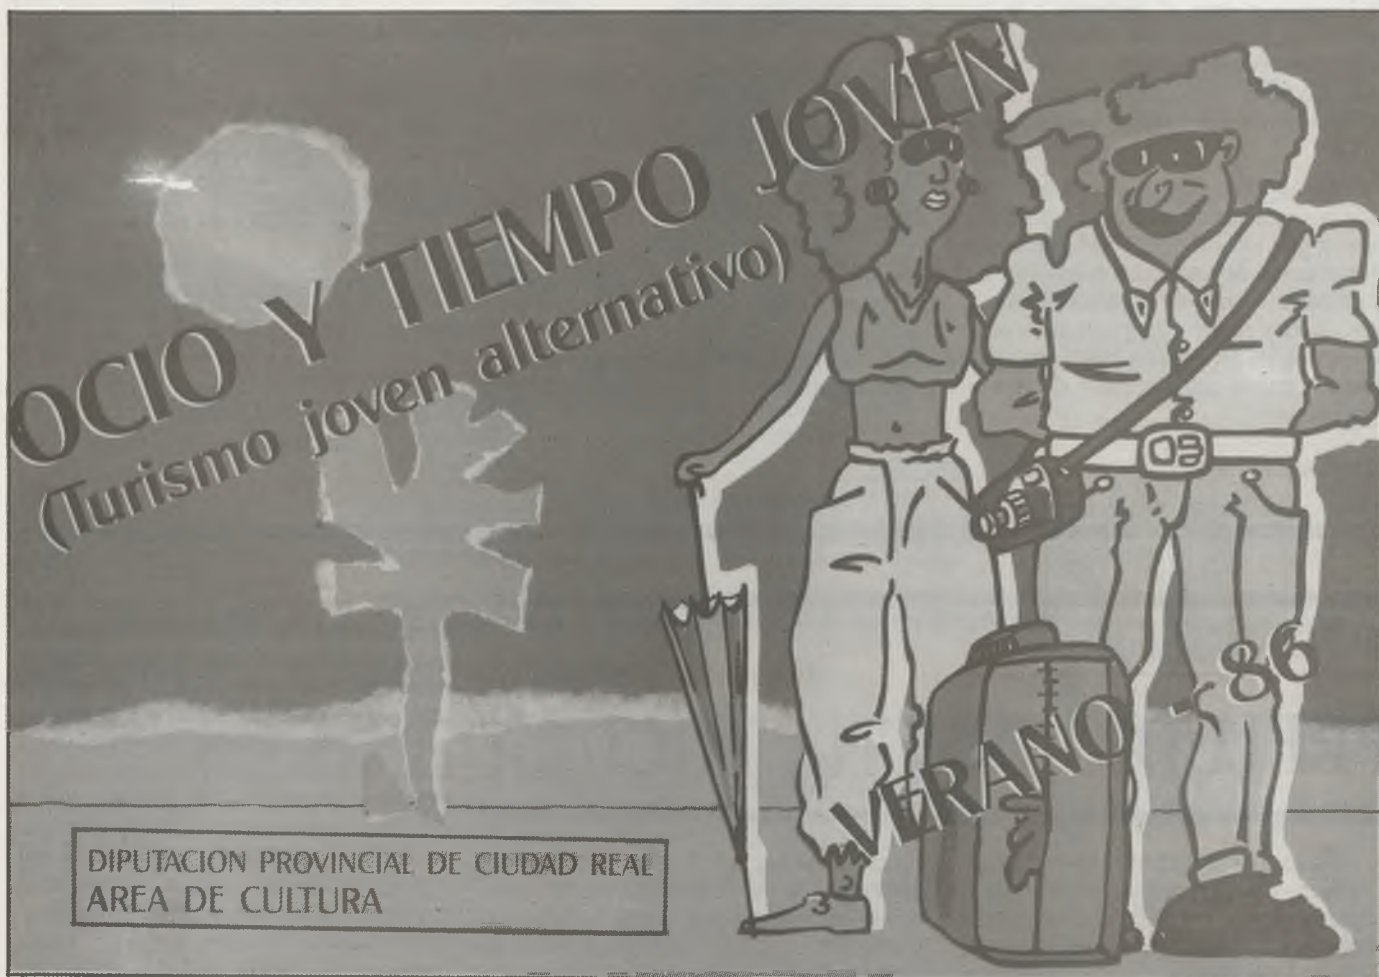 OCIO Y TIEMPO JOVEN
(Turismo joven alternativo)
VERANO - 86
DIPUTACION PROVINCIAL DE CIUDAD REAL
AREA DE CULTURA